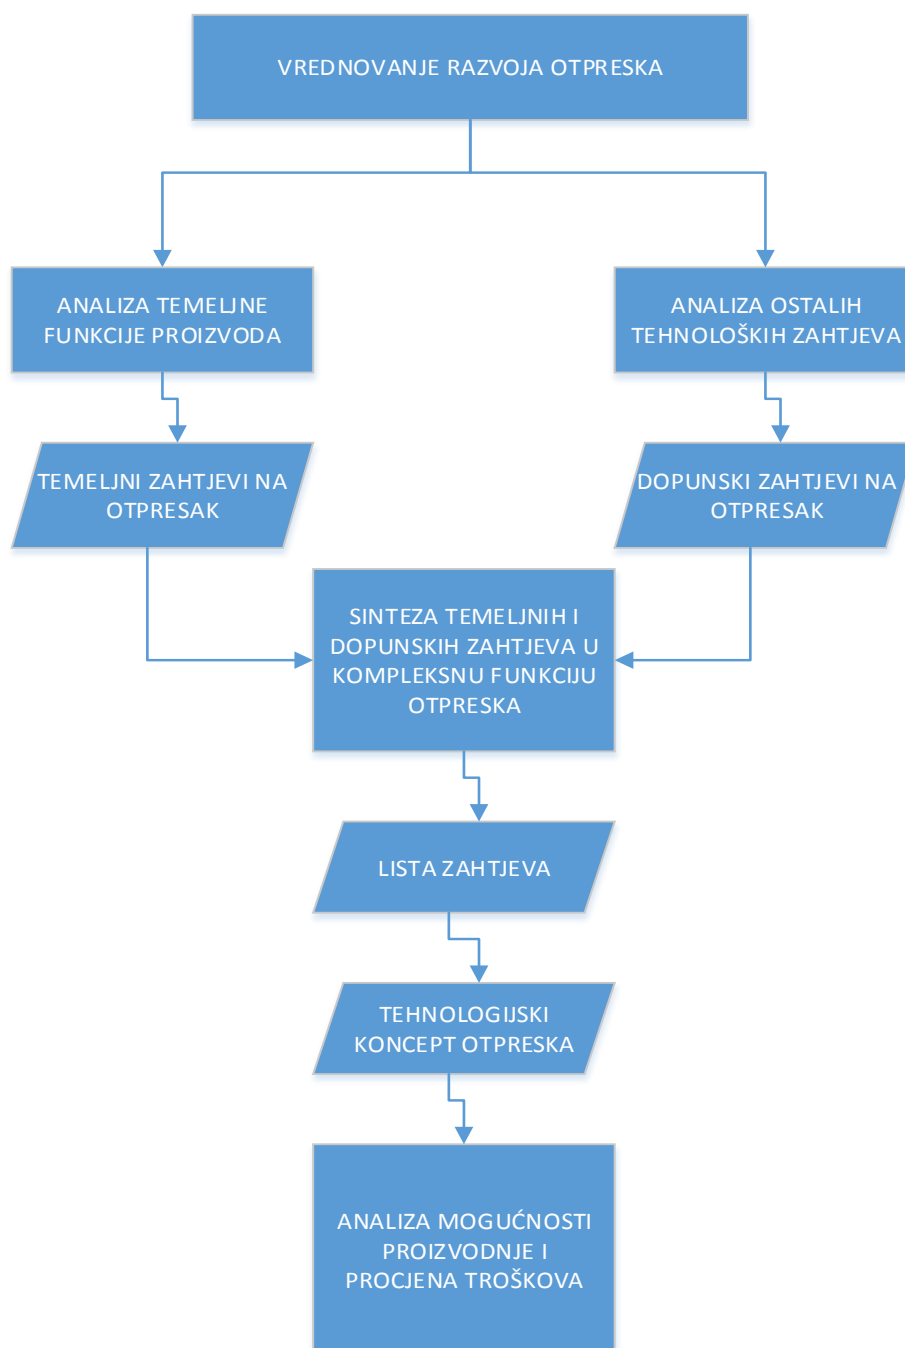 VREDNOVANJE RAZVOJA OTPRESKA
ANALIZA TEMELJNE
FUNKCIJE PROIZVODA
ANALIZA OSTALIH
TEHNOLOŠKIH ZAHTJEVA
TEMELJNI ZAHTJEVI NA
OTPRESAK
DOPUNSKI ZAHTJEVI NA
OTPRESAK
SINTEZA TEMELJNIH I
DOPUNSKIH ZAHTJEVA U
KOMPLEKSNU FUNKCIJU
OTPRESKA
LISTA ZAHTJEVA
TEHNOLOGIJSKI
KONCEPT OTPRESKA
ANALIZA MOGUĆNOSTI
PROIZVODNJE I
PROCJENA TROŠKOVA